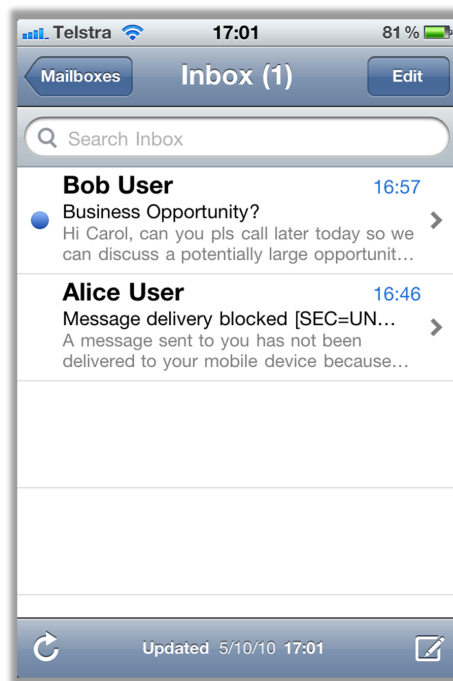 Telstra 17:01 81 %
Mailboxes Inbox (1) Edit
Search Inbox
Bob User 16:57
Business Opportunity?
Hi Carol, can you pls call later today so we
can discuss a potentially large opportunit...
Alice User 16:46
Message delivery blocked [SEC=UN...
A message sent to you has not been
delivered to your mobile device because...
Updated 5/10/10 17:01